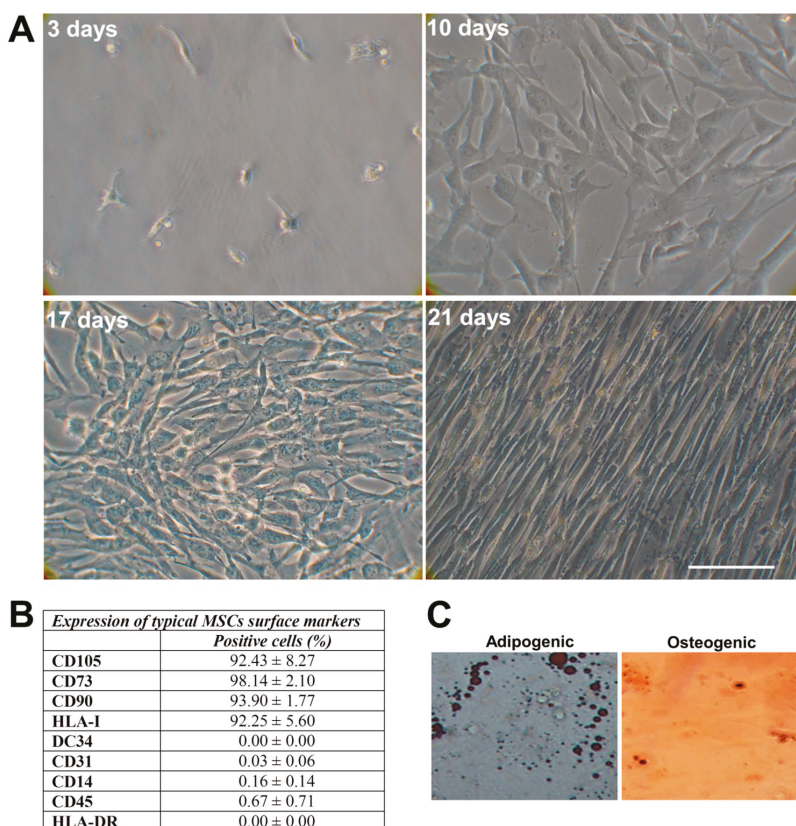 A
3 days
10 days
17 days
21 days
B
Expression of typical MSCs surface markers
Positive cells (%)
CD105 92.43 ± 8.27
CD73 98.14 ± 2.10
CD90 93.90 ± 1.77
HLA-I 92.25 ± 5.60
DC34 0.00 ± 0.00
CD31 0.03 ± 0.06
CD14 0.16 ± 0.14
CD45 0.67 ± 0.71
HLA-DR 0.00 ± 0.00
C
Adipogenic Osteogenic